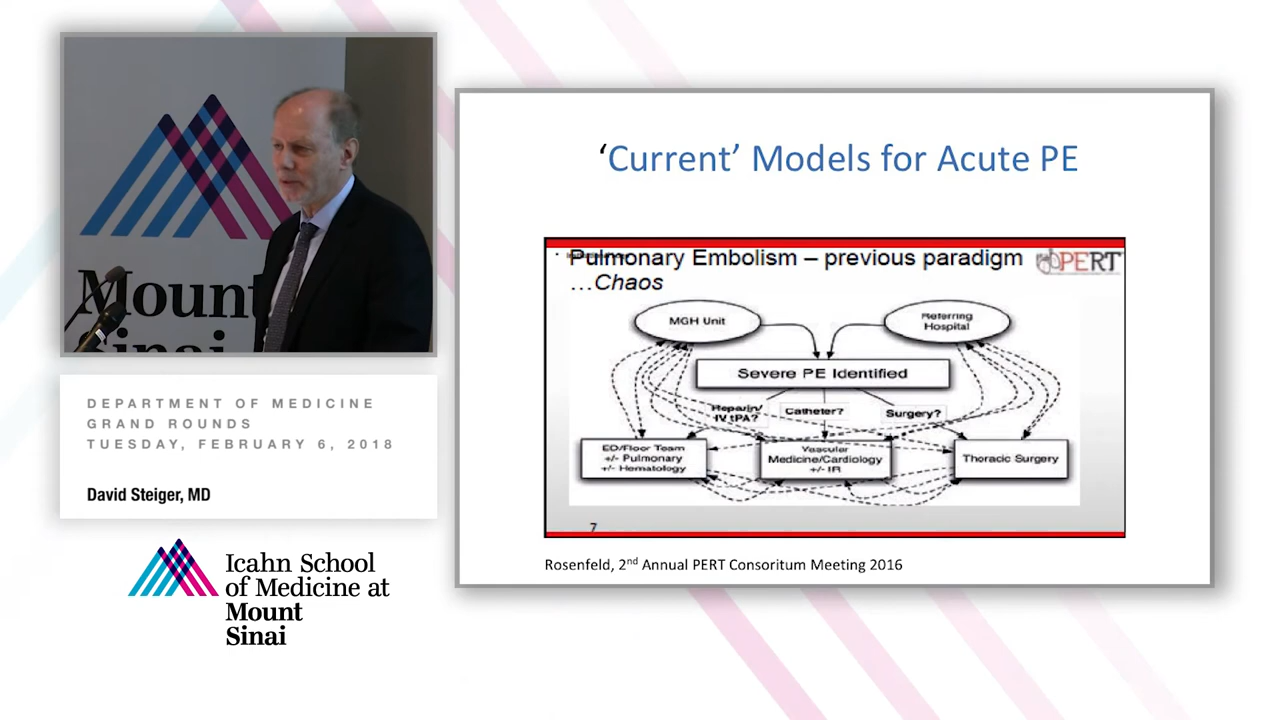 Mount
Sinai
DEPARTMENT OF MEDICINE
GRAND ROUNDS
TUESDAY, FEBRUARY 6, 2018
David Steiger, MD
Icahn School
of Medicine at
Mount
Sinai
‘Current’ Models for Acute PE
Pulmonary Embolism – previous paradigm
…Chaos
PERT
MGH Unit
Referring
Hospital
Severe PE Identified
Heparin/
IV tPA?
Catheter?
Surgery?
ED/Floor Team
+/- Pulmonary
+/- Hematology
Vascular
Medicine/Cardiology
+/- IR
Thoracic Surgery
7
Rosenfeld, 2nd Annual PERT Consoritum Meeting 2016